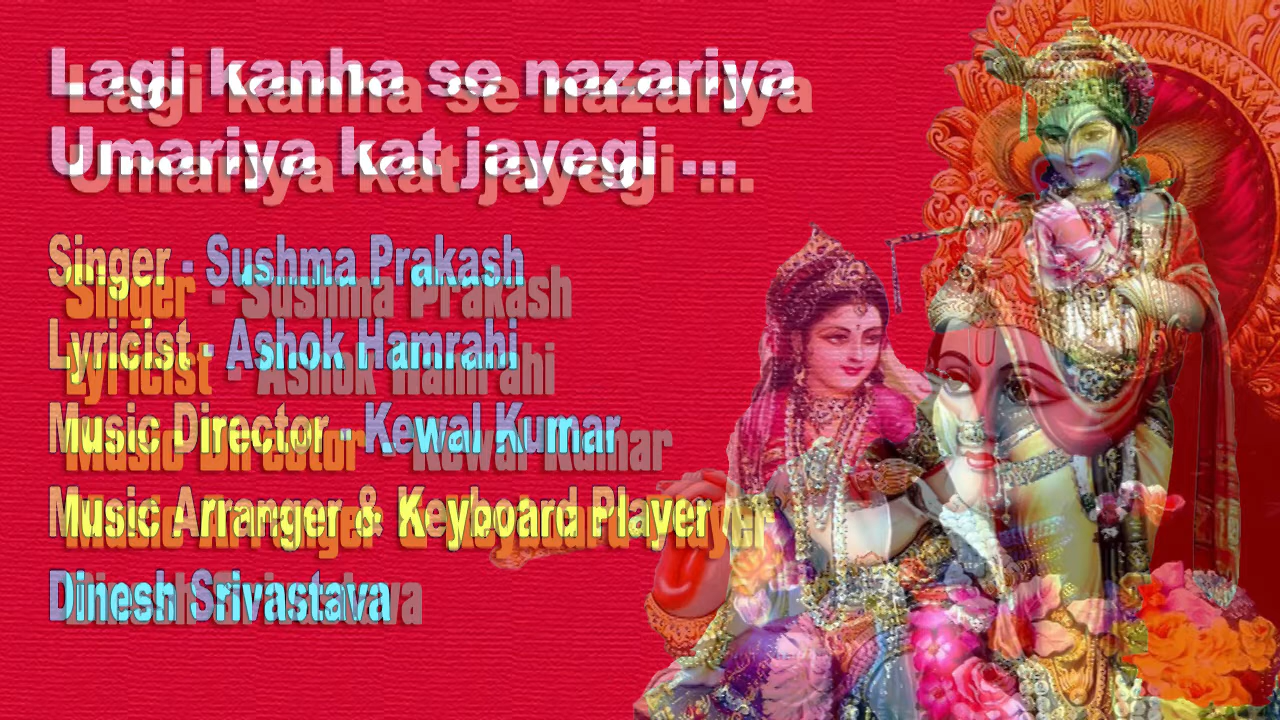 Lagi kanha se nazariya
Umariya kat jayegi ...
Singer - Sushma Prakash
Lyricist - Ashok Hamrahi
Music Director - Kewal Kumar
Music Arranger & Keyboard Player
Dinesh Srivastava